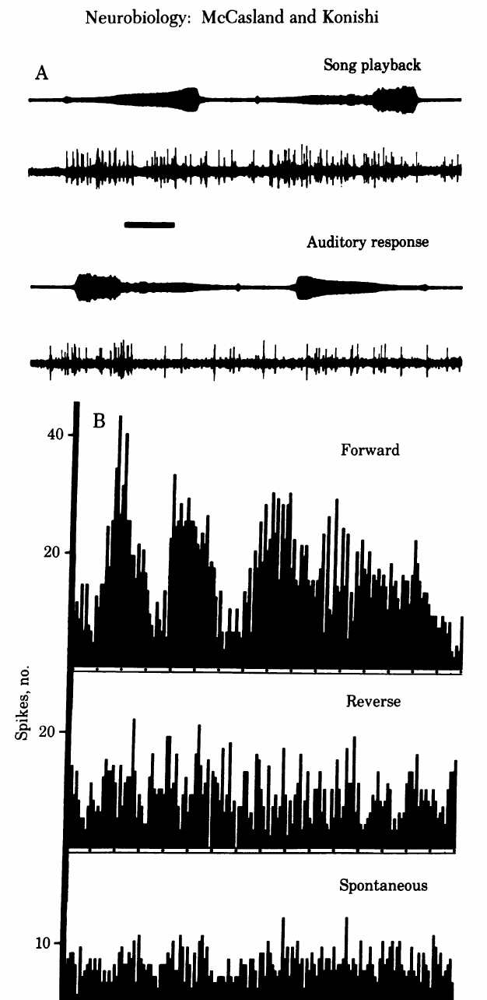 Neurobiology: McCasland and Konishi
A
Song playback
Auditory response
B
40
Forward
20
Spikes, no.
Reverse
20
Spontaneous
10